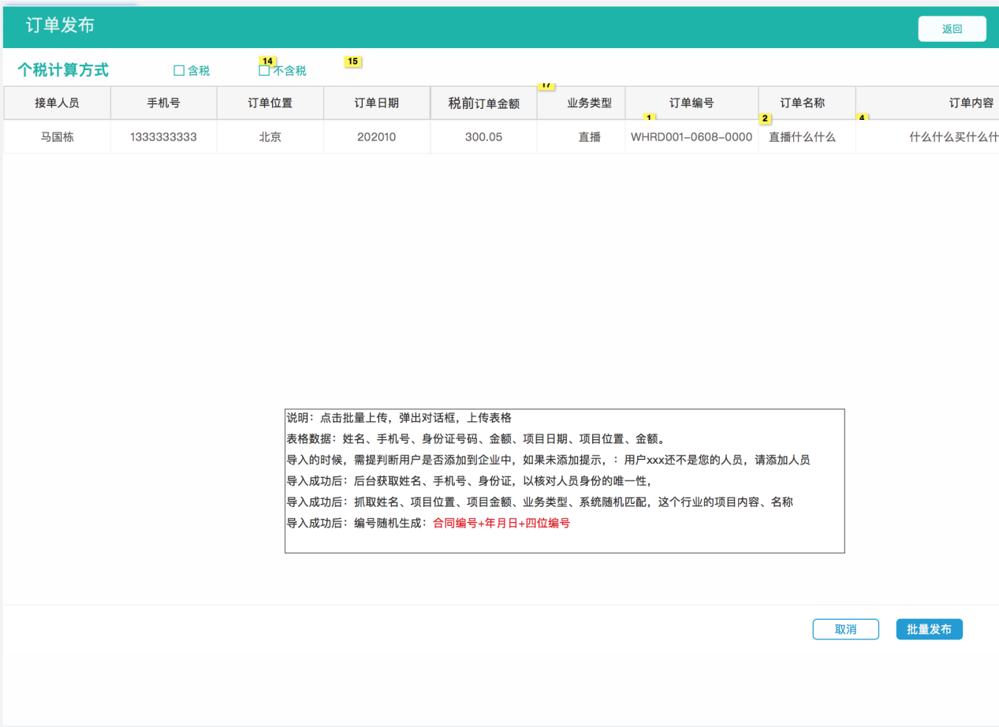 订单发布
返回
个税计算方式 含税 14 不含税 15
17
接单人员 手机号 订单位置 订单日期 税前订单金额 业务类型 订单编号 订单名称 订单内容
1 2 4
马国栋 1333333333 北京 202010 300.05 直播 WHRD001-0608-0000 直播什么什么 什么什么买什么什
说明：点击批量上传，弹出对话框，上传表格
表格数据：姓名、手机号、身份证号码、金额、项目日期、项目位置、金额。
导入的时候，需提判断用户是否添加到企业中，如果未添加提示，：用户xxx还不是您的人员，请添加人员
导入成功后：后台获取姓名、手机号、身份证，以核对人员身份的唯一性，
导入成功后：抓取姓名、项目位置、项目金额、业务类型、系统随机匹配，这个行业的项目内容、名称
导入成功后：编号随机生成：合同编号+年月日+四位编号
取消 批量发布